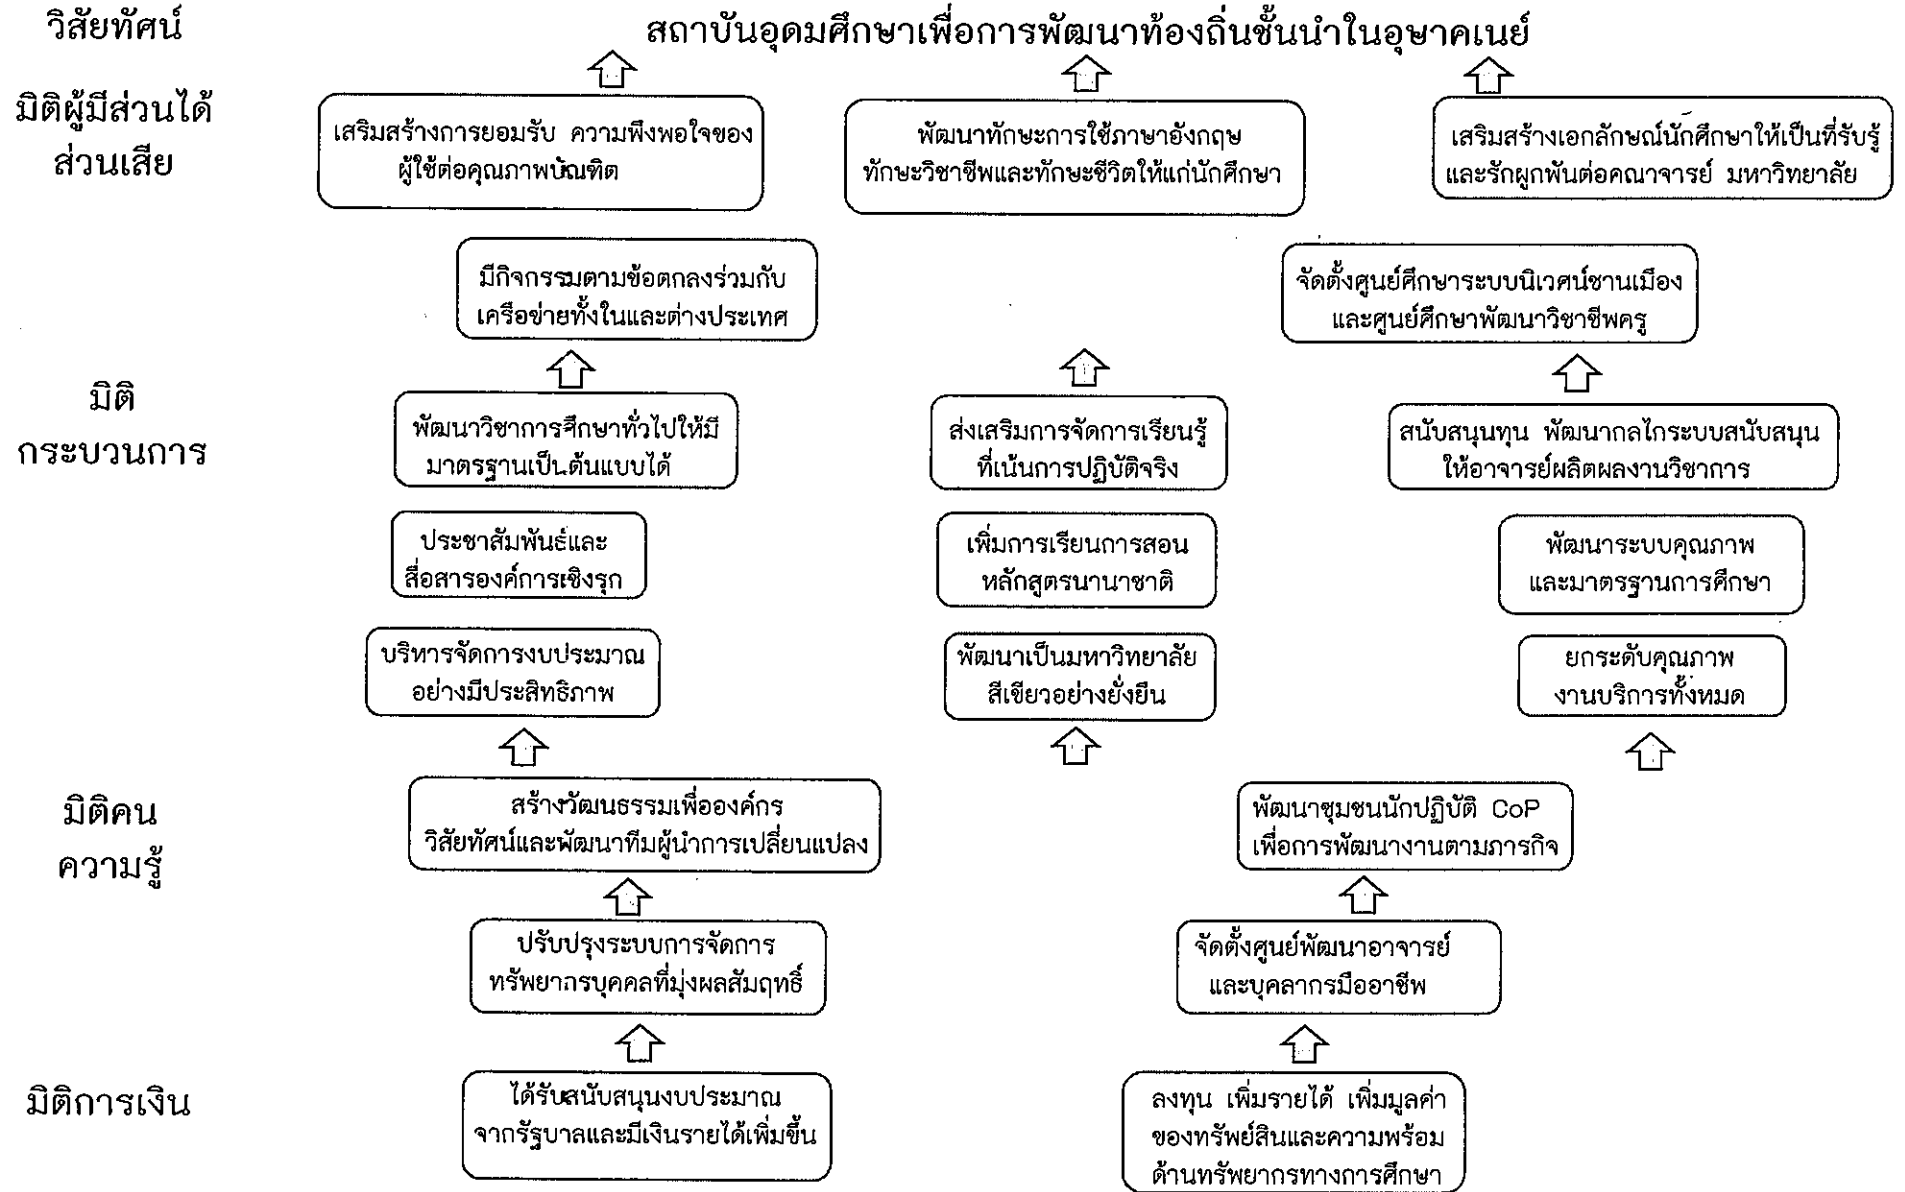 วิสัยทัศน์
สถาบันอุดมศึกษาเพื่อการพัฒนาท้องถิ่นชั้นนำในอุษาคเนย์
มิติผู้มีส่วนได้
ส่วนเสีย
เสริมสร้างการยอมรับ ความพึงพอใจของ
ผู้ใช้ต่อคุณภาพบัณฑิต
พัฒนาทักษะการใช้ภาษาอังกฤษ
ทักษะวิชาชีพและทักษะชีวิตให้แก่นักศึกษา
เสริมสร้างเอกลักษณ์นักศึกษาให้เป็นที่รับรู้
และรักผูกพันต่อคณาจารย์ มหาวิทยาลัย
มิติ
กระบวนการ
มีกิจกรรมตามข้อตกลงร่วมกับ
เครือข่ายทั้งในและต่างประเทศ
จัดตั้งศูนย์ศึกษาระบบนิเวศน์ชานเมือง
และศูนย์ศึกษาพัฒนาวิชาชีพครู
พัฒนาวิชาการศึกษาทั่วไปให้มี
มาตรฐานเป็นต้นแบบได้
ส่งเสริมการจัดการเรียนรู้
ที่เน้นการปฏิบัติจริง
สนับสนุนทุน พัฒนากลไกระบบสนับสนุน
ให้อาจารย์ผลิตผลงานวิชาการ
ประชาสัมพันธ์และ
สื่อสารองค์การเชิงรุก
เพิ่มการเรียนการสอน
หลักสูตรนานาชาติ
พัฒนาระบบคุณภาพ
และมาตรฐานการศึกษา
บริหารจัดการงบประมาณ
อย่างมีประสิทธิภาพ
พัฒนาเป็นมหาวิทยาลัย
สีเขียวอย่างยั่งยืน
ยกระดับคุณภาพ
งานบริการทั้งหมด
มิติคน
ความรู้
สร้างวัฒนธรรมเพื่อองค์กร
วิสัยทัศน์และพัฒนาทีมผู้นำการเปลี่ยนแปลง
พัฒนาชุมชนนักปฏิบัติ CoP
เพื่อการพัฒนางานตามภารกิจ
ปรับปรุงระบบการจัดการ
ทรัพยากรบุคคลที่มุ่งผลสัมฤทธิ์
จัดตั้งศูนย์พัฒนาอาจารย์
และบุคลากรมืออาชีพ
มิติการเงิน
ได้รับสนับสนุนงบประมาณ
จากรัฐบาลและมีเงินรายได้เพิ่มขึ้น
ลงทุน เพิ่มรายได้ เพิ่มมูลค่า
ของทรัพย์สินและความพร้อม
ด้านทรัพยากรทางการศึกษา